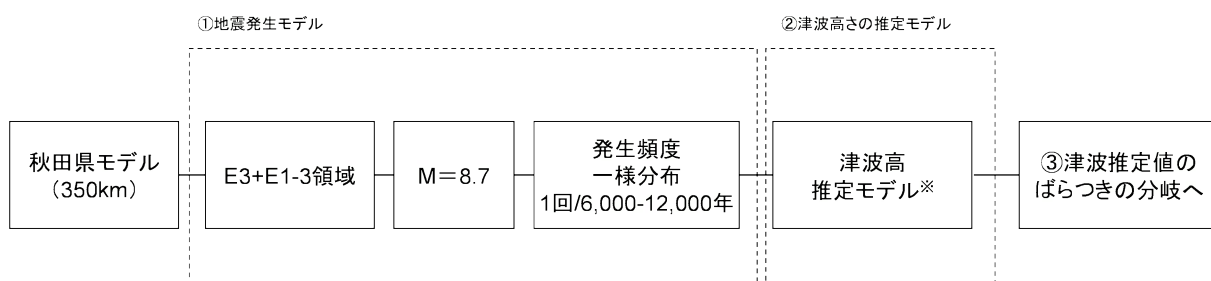 ①地震発生モデル
②津波高さの推定モデル
秋田県モデル
(350km)
E3+E1-3領域
M＝8.7
発生頻度
一様分布
1回/6,000-12,000年
津波高
推定モデル※
③津波推定値の
ばらつきの分岐へ